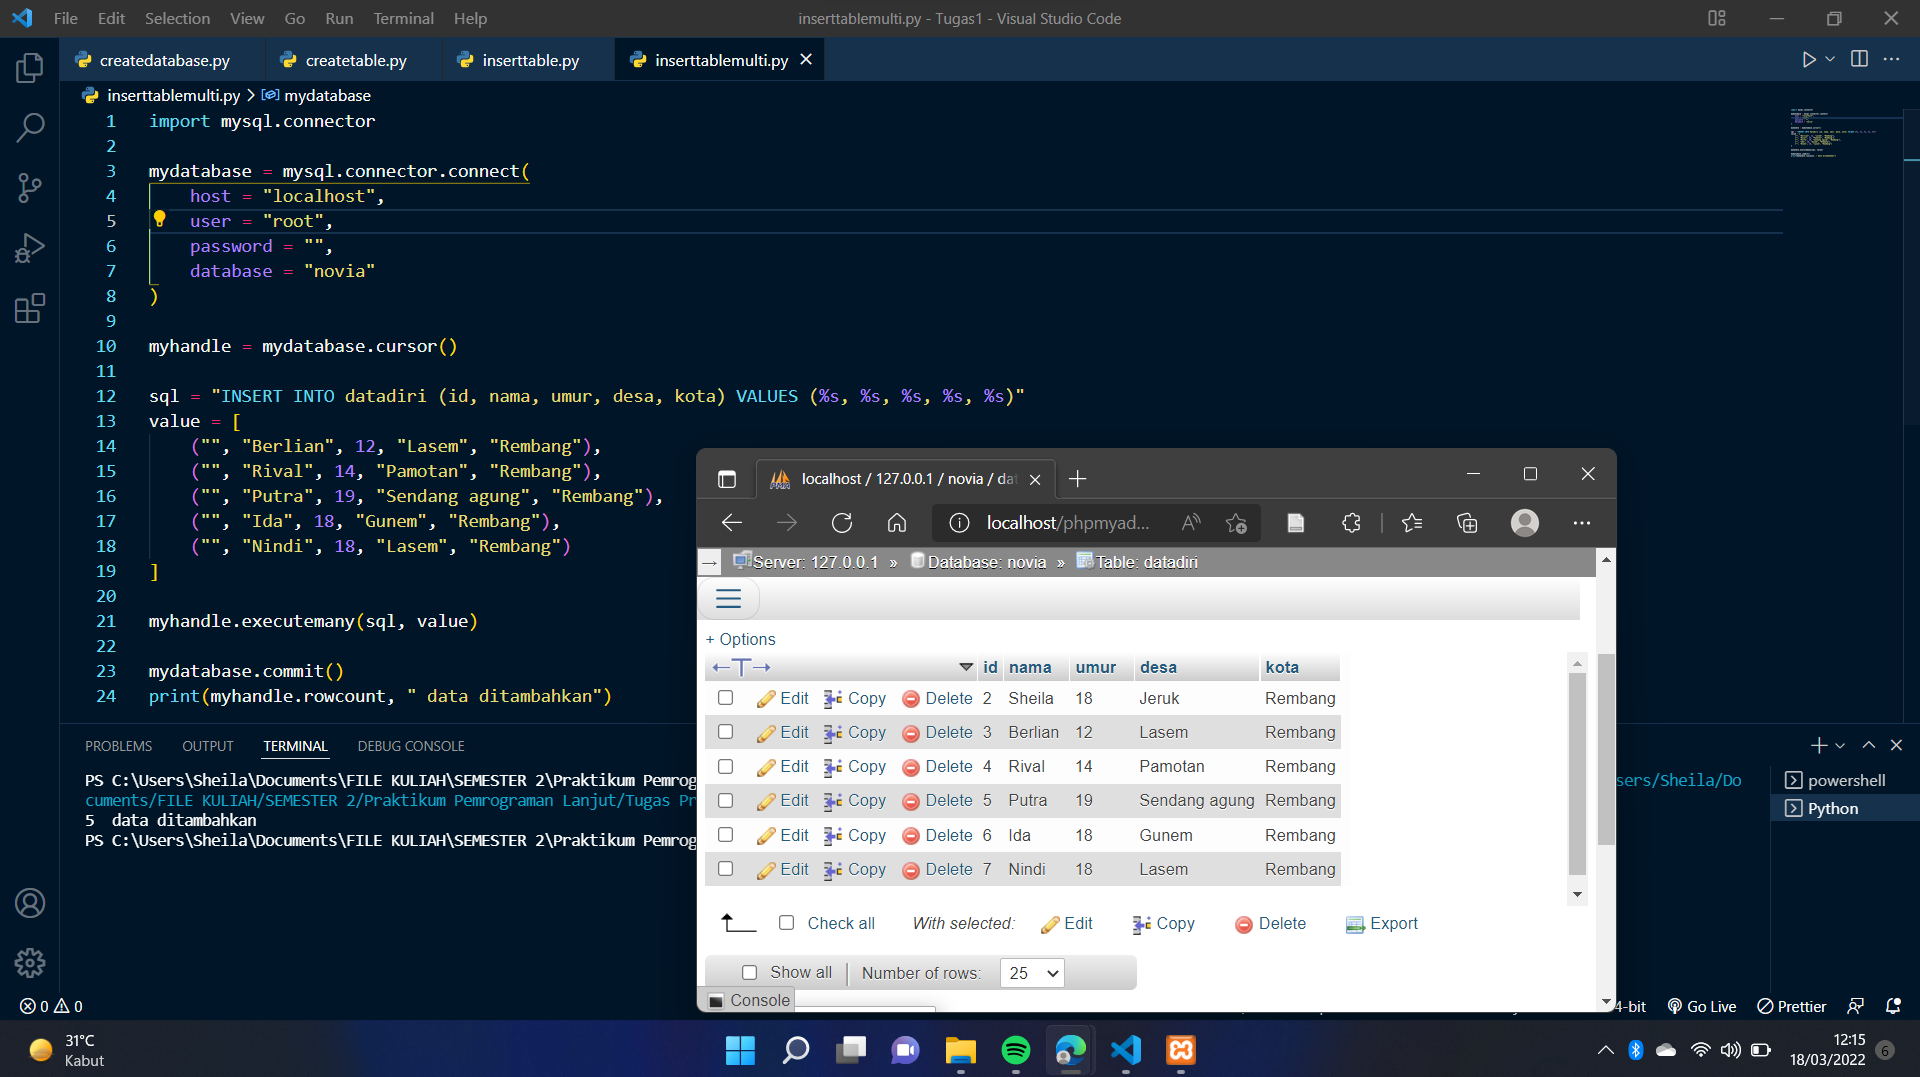 File Edit Selection View Go Run Terminal Help
inserttablemulti.py - Tugas1 - Visual Studio Code
createdatabase.py createtable.py inserttable.py inserttablemulti.py
inserttablemulti.py > mydatabase
1 import mysql.connector
2
3 mydatabase = mysql.connector.connect(
4 host = "localhost",
5 user = "root",
6 password = "",
7 database = "novia"
8 )
9
10 myhandle = mydatabase.cursor()
11
12 sql = "INSERT INTO datadiri (id, nama, umur, desa, kota) VALUES (%s, %s, %s, %s, %s)"
13 value = [
14 ("", "Berlian", 12, "Lasem", "Rembang"),
15 ("", "Rival", 14, "Pamotan", "Rembang"),
16 ("", "Putra", 19, "Sendang agung", "Rembang"),
17 ("", "Ida", 18, "Gunem", "Rembang"),
18 ("", "Nindi", 18, "Lasem", "Rembang")
19 ]
20
21 myhandle.executemany(sql, value)
22
23 mydatabase.commit()
24 print(myhandle.rowcount, " data ditambahkan")
PROBLEMS OUTPUT TERMINAL DEBUG CONSOLE
PS C:\Users\Sheila\Documents\FILE KULIAH\SEMESTER 2\Praktikum Pemrog
sers/Sheila/Do
cuments/FILE KULIAH/SEMESTER 2/Praktikum Pemrograman Lanjut/Tugas Pr
5 data ditambahkan
PS C:\Users\Sheila\Documents\FILE KULIAH\SEMESTER 2\Praktikum Pemrog
powershell
Python
localhost / 127.0.0.1 / novia / dat
localhost/phpmyad...
Server: 127.0.0.1 » Database: novia » Table: datadiri
+ Options
←T→ id nama umur desa kota
Edit Copy Delete 2 Sheila 18 Jeruk Rembang
Edit Copy Delete 3 Berlian 12 Lasem Rembang
Edit Copy Delete 4 Rival 14 Pamotan Rembang
Edit Copy Delete 5 Putra 19 Sendang agung Rembang
Edit Copy Delete 6 Ida 18 Gunem Rembang
Edit Copy Delete 7 Nindi 18 Lasem Rembang
Check all With selected: Edit Copy Delete Export
Show all Number of rows: 25
Console
0 0
4-bit Go Live Prettier
31°C
Kabut
12:15
18/03/2022
6